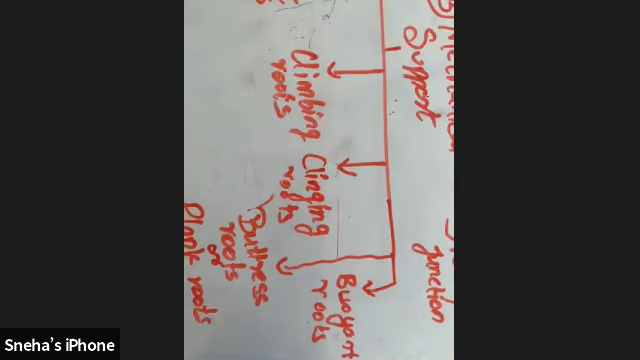 Support
Climbing
roots
Clinging
roots
Buttress
roots
or
Plank roots
Buoyant
roots
function
Sneha's iPhone